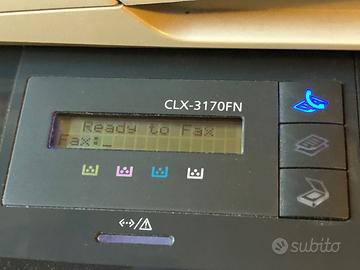 CLX-3170FN
Ready to Fax
Fax:_
subito